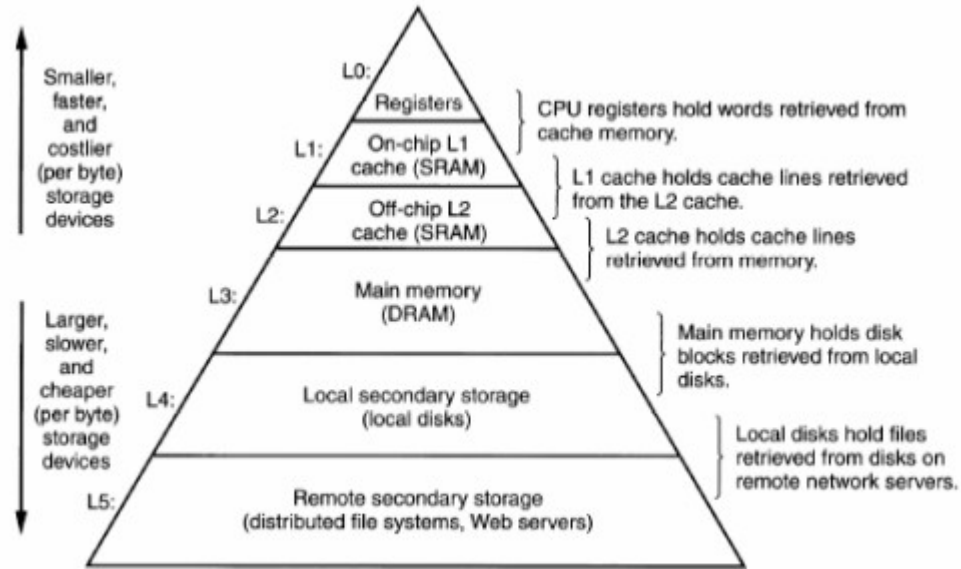 L0:
Registers
L1:
On-chip L1
cache (SRAM)
L2:
Off-chip L2
cache (SRAM)
L3:
Main memory
(DRAM)
L4:
Local secondary storage
(local disks)
L5:
Remote secondary storage
(distributed file systems, Web servers)
Smaller,
faster,
and
costlier
(per byte)
storage
devices
Larger,
slower,
and
cheaper
(per byte)
storage
devices
CPU registers hold words retrieved from
cache memory.
L1 cache holds cache lines retrieved
from the L2 cache.
L2 cache holds cache lines
retrieved from memory.
Main memory holds disk
blocks retrieved from local
disks.
Local disks hold files
retrieved from disks on
remote network servers.